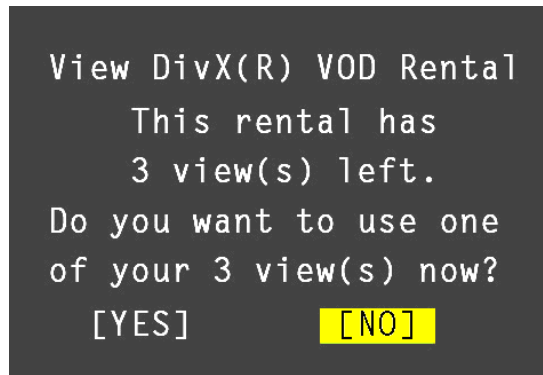 View DivX(R) VOD Rental
This rental has
3 view(s) left.
Do you want to use one
of your 3 view(s) now?
[YES] [NO]